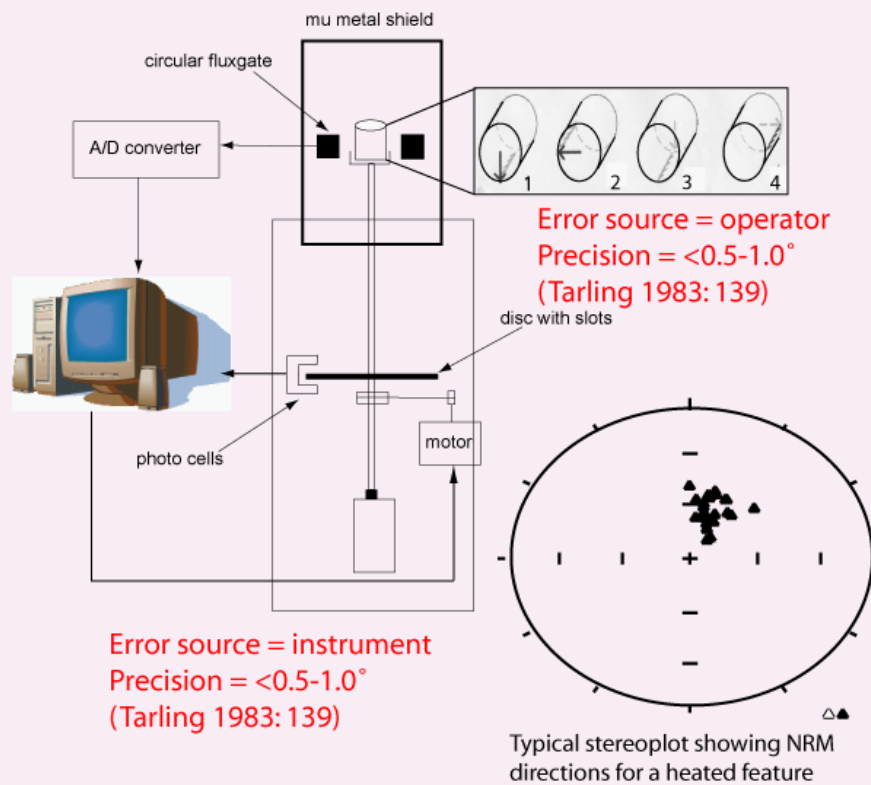 mu metal shield
circular fluxgate
A/D converter
1 2 3 4
Error source = operator
Precision = <0.5-1.0°
(Tarling 1983: 139)
disc with slots
photo cells
motor
Error source = instrument
Precision = <0.5-1.0°
(Tarling 1983: 139)
Typical stereoplot showing NRM
directions for a heated feature